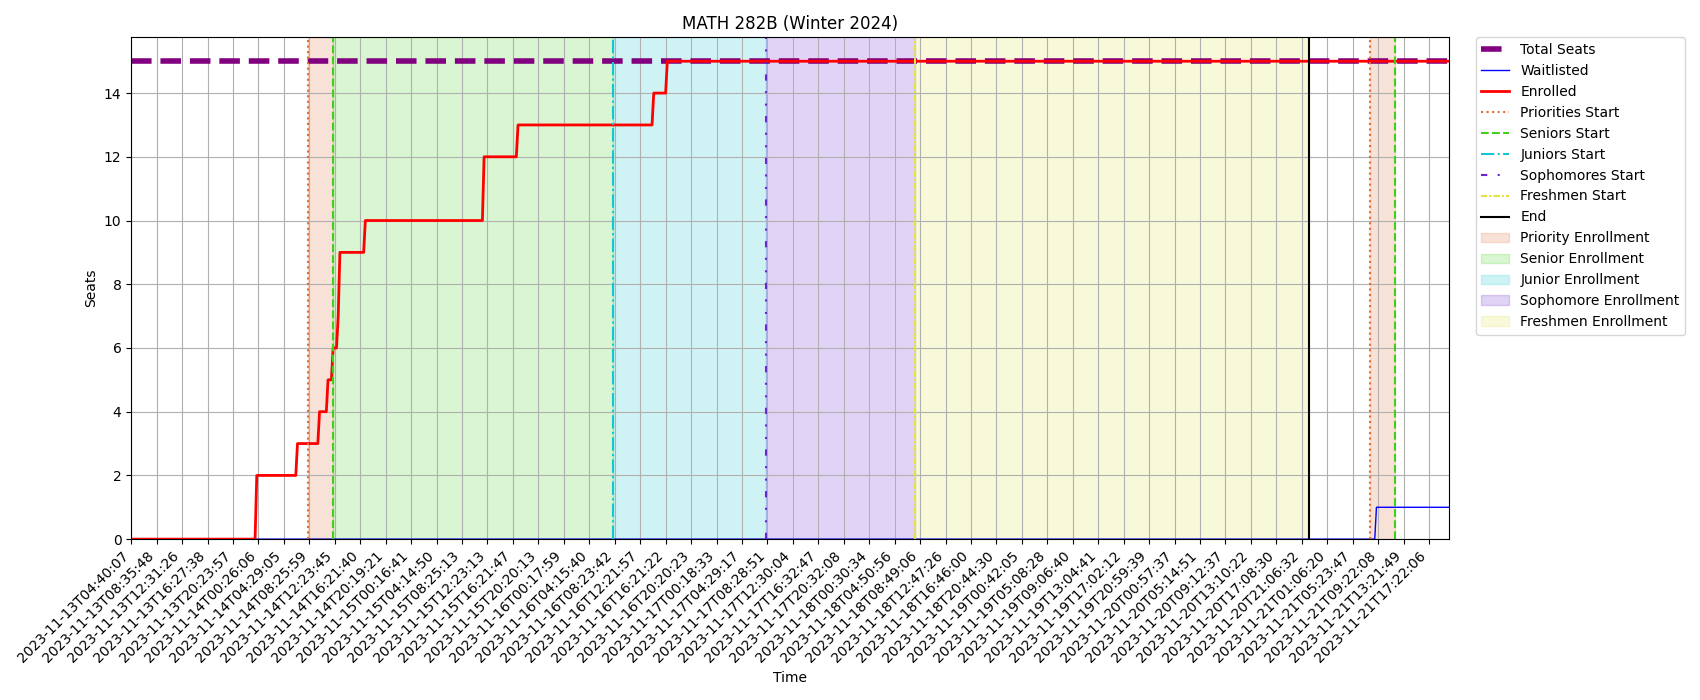 MATH 282B (Winter 2024)
Total Seats
Waitlisted
Enrolled
Priorities Start
Seniors Start
Juniors Start
Sophomores Start
Freshmen Start
End
Priority Enrollment
Senior Enrollment
Junior Enrollment
Sophomore Enrollment
Freshmen Enrollment
Seats
14
12
10
8
6
4
2
0
2023-11-13T04:40:07
2023-11-13T08:35:48
2023-11-13T12:31:26
2023-11-13T16:27:38
2023-11-13T20:23:57
2023-11-14T00:26:06
2023-11-14T04:29:05
2023-11-14T08:25:59
2023-11-14T12:23:45
2023-11-14T16:21:40
2023-11-14T20:19:21
2023-11-15T00:16:41
2023-11-15T04:14:50
2023-11-15T08:25:13
2023-11-15T12:23:13
2023-11-15T16:21:47
2023-11-15T20:20:13
2023-11-16T00:17:59
2023-11-16T04:15:40
2023-11-16T08:23:42
2023-11-16T12:21:57
2023-11-16T16:21:22
2023-11-16T20:20:23
2023-11-17T00:18:33
2023-11-17T04:29:17
2023-11-17T08:28:51
2023-11-17T12:30:04
2023-11-17T16:32:47
2023-11-17T20:32:08
2023-11-18T00:30:34
2023-11-18T04:50:56
2023-11-18T08:49:06
2023-11-18T12:47:26
2023-11-18T16:46:00
2023-11-18T20:44:30
2023-11-19T00:42:05
2023-11-19T05:08:28
2023-11-19T09:06:40
2023-11-19T13:04:41
2023-11-19T17:02:12
2023-11-19T20:59:39
2023-11-20T00:57:37
2023-11-20T05:14:51
2023-11-20T09:12:37
2023-11-20T13:10:22
2023-11-20T17:08:30
2023-11-20T21:06:32
2023-11-21T01:06:20
2023-11-21T05:23:47
2023-11-21T09:22:08
2023-11-21T13:21:49
2023-11-21T17:22:06
Time